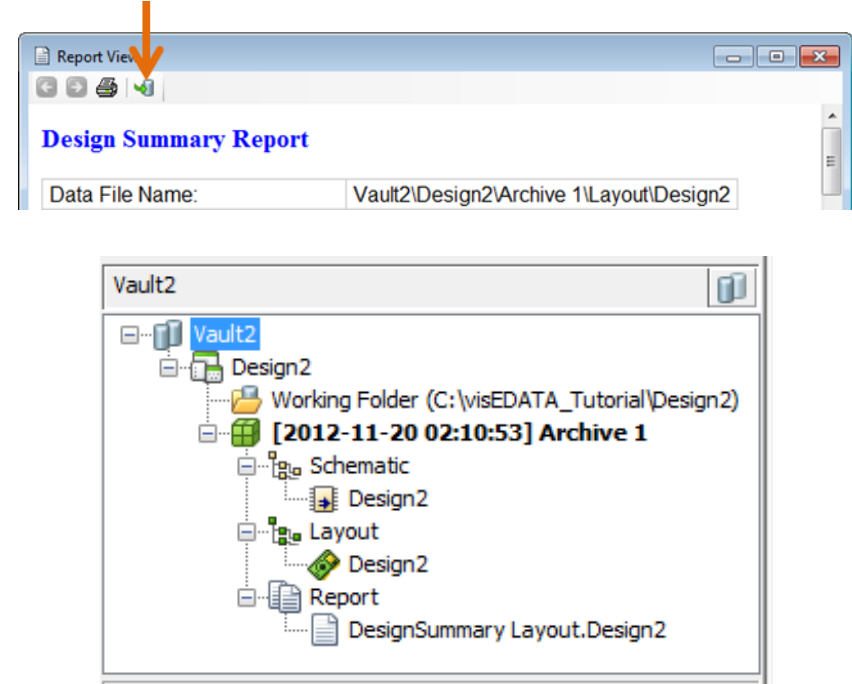 Report View
Design Summary Report
Data File Name: Vault2\Design2\Archive 1\Layout\Design2
Vault2
Vault2
Design2
Working Folder (C:\visEDATA_Tutorial\Design2)
[2012-11-20 02:10:53] Archive 1
Schematic
Design2
Layout
Design2
Report
DesignSummary Layout.Design2